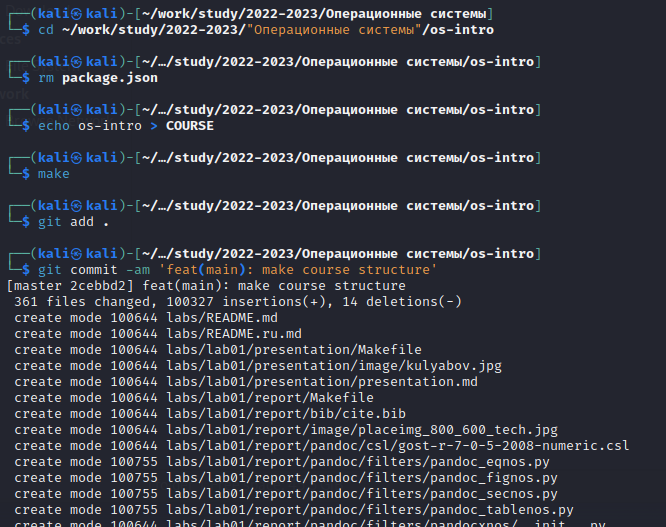 ┌──(kali㉿kali)-[~/work/study/2022-2023/Операционные системы]
└─$ cd ~/work/study/2022-2023/"Операционные системы"/os-intro
┌──(kali㉿kali)-[~/…/study/2022-2023/Операционные системы/os-intro]
└─$ rm package.json
┌──(kali㉿kali)-[~/…/study/2022-2023/Операционные системы/os-intro]
└─$ echo os-intro > COURSE
┌──(kali㉿kali)-[~/…/study/2022-2023/Операционные системы/os-intro]
└─$ make
┌──(kali㉿kali)-[~/…/study/2022-2023/Операционные системы/os-intro]
└─$ git add .
┌──(kali㉿kali)-[~/…/study/2022-2023/Операционные системы/os-intro]
└─$ git commit -am 'feat(main): make course structure'
[master 2cebbd2] feat(main): make course structure
 361 files changed, 100327 insertions(+), 14 deletions(-)
 create mode 100644 labs/README.md
 create mode 100644 labs/README.ru.md
 create mode 100644 labs/lab01/presentation/Makefile
 create mode 100644 labs/lab01/presentation/image/kulyabov.jpg
 create mode 100644 labs/lab01/presentation/presentation.md
 create mode 100644 labs/lab01/report/Makefile
 create mode 100644 labs/lab01/report/bib/cite.bib
 create mode 100644 labs/lab01/report/image/placeimg_800_600_tech.jpg
 create mode 100644 labs/lab01/report/pandoc/csl/gost-r-7-0-5-2008-numeric.csl
 create mode 100755 labs/lab01/report/pandoc/filters/pandoc_eqnos.py
 create mode 100755 labs/lab01/report/pandoc/filters/pandoc_fignos.py
 create mode 100755 labs/lab01/report/pandoc/filters/pandoc_secnos.py
 create mode 100755 labs/lab01/report/pandoc/filters/pandoc_tablenos.py
 create mode 100644 labs/lab01/report/pandoc/filters/pandocxnos/__init__.py